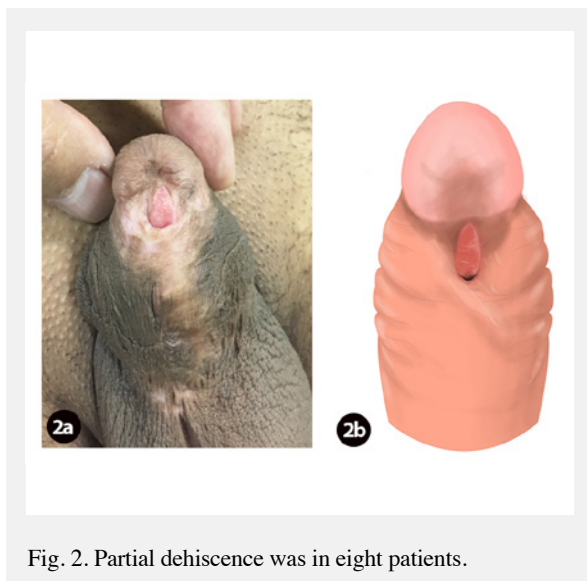 2a
2b
Fig. 2. Partial dehiscence was in eight patients.